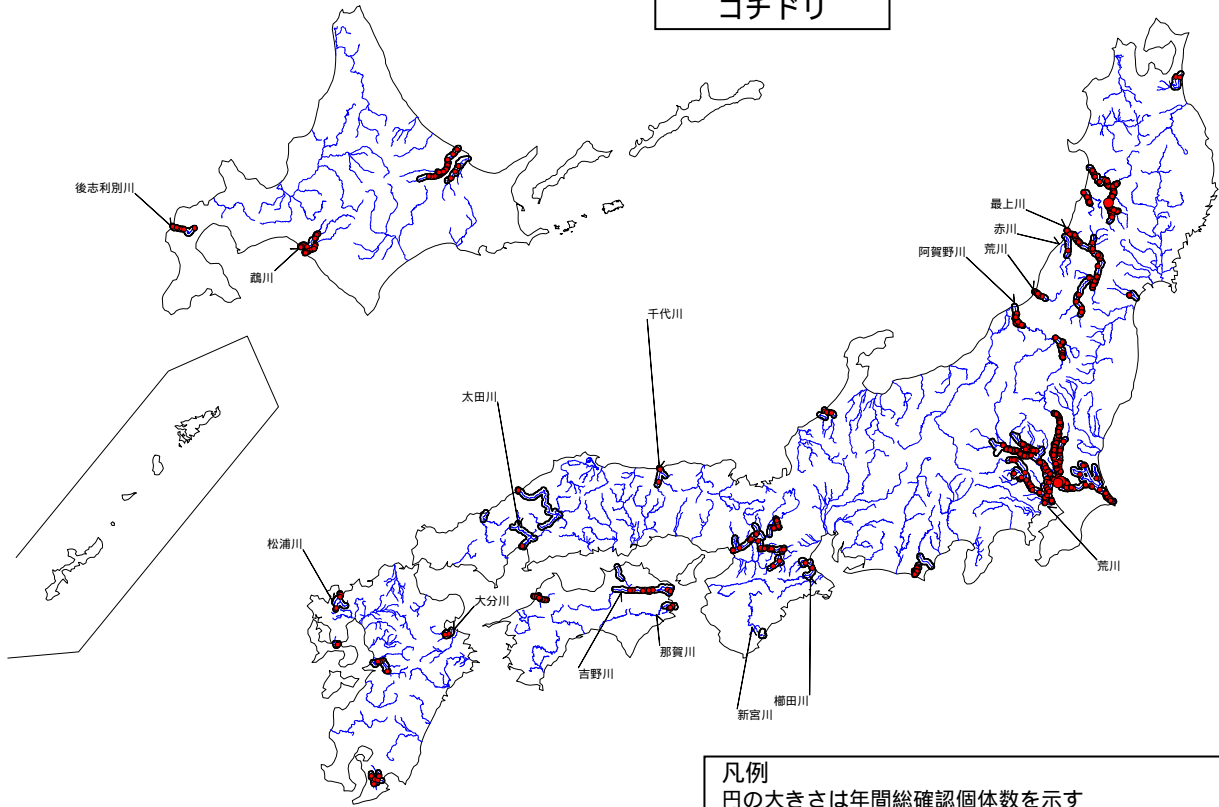 コチドリ
後志利別川
鵡川
最上川
赤川
荒川
阿賀野川
千代川
太田川
松浦川
大分川
荒川
那賀川
吉野川
櫛田川
新宮川
凡例
円の大きさは年間総確認個体数を示す